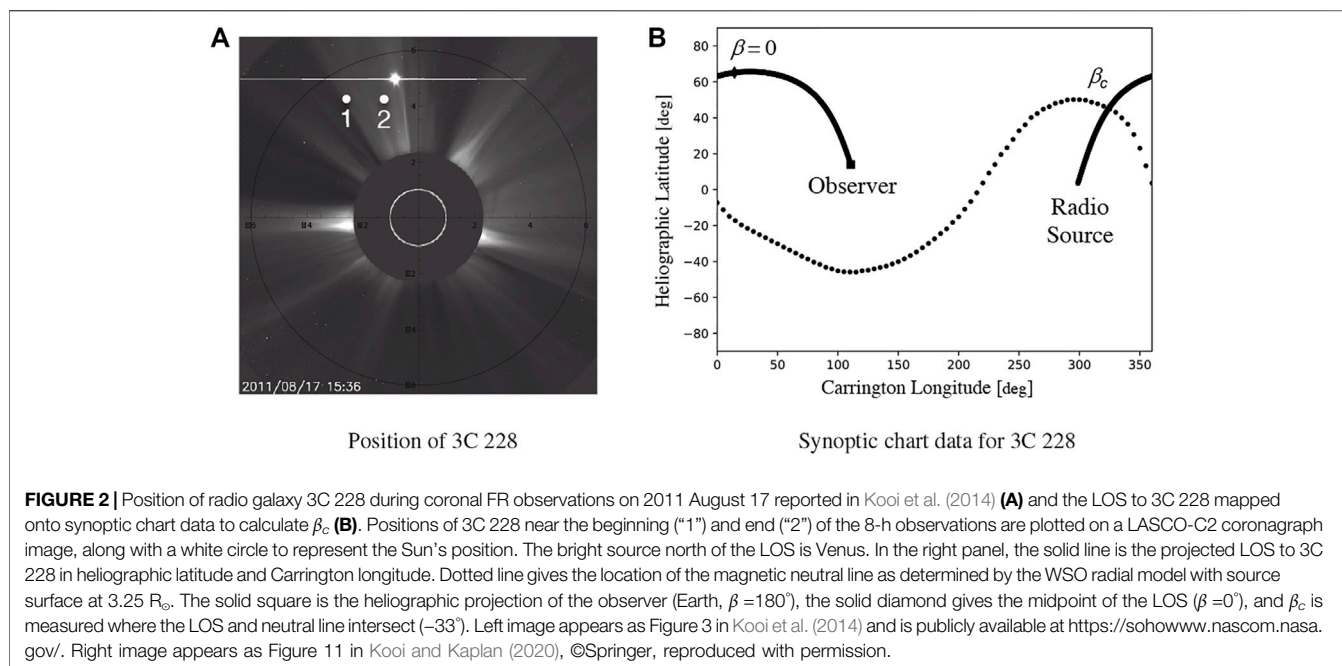 A
B
6
4
2
1
2
2
4
6
2011/08/17 15:36
Position of 3C 228
80
60
40
20
0
−20
−40
−60
−80
Heliographic Latitude [deg]
β = 0
β_c
Observer
Radio
Source
0
50
100
150
200
250
300
350
Carrington Longitude [deg]
Synoptic chart data for 3C 228
FIGURE 2 | Position of radio galaxy 3C 228 during coronal FR observations on 2011 August 17 reported in Kooi et al. (2014) (A) and the LOS to 3C 228 mapped
onto synoptic chart data to calculate β_c (B). Positions of 3C 228 near the beginning (“1”) and end (“2”) of the 8-h observations are plotted on a LASCO-C2 coronagraph
image, along with a white circle to represent the Sun’s position. The bright source north of the LOS is Venus. In the right panel, the solid line is the projected LOS to 3C
228 in heliographic latitude and Carrington longitude. Dotted line gives the location of the magnetic neutral line as determined by the WSO radial model with source
surface at 3.25 R⊙. The solid square is the heliographic projection of the observer (Earth, β =180°), the solid diamond gives the midpoint of the LOS (β =0°), and β_c is
measured where the LOS and neutral line intersect (−33°). Left image appears as Figure 3 in Kooi et al. (2014) and is publicly available at https://sohowww.nascom.nasa.
gov/. Right image appears as Figure 11 in Kooi and Kaplan (2020), ©Springer, reproduced with permission.